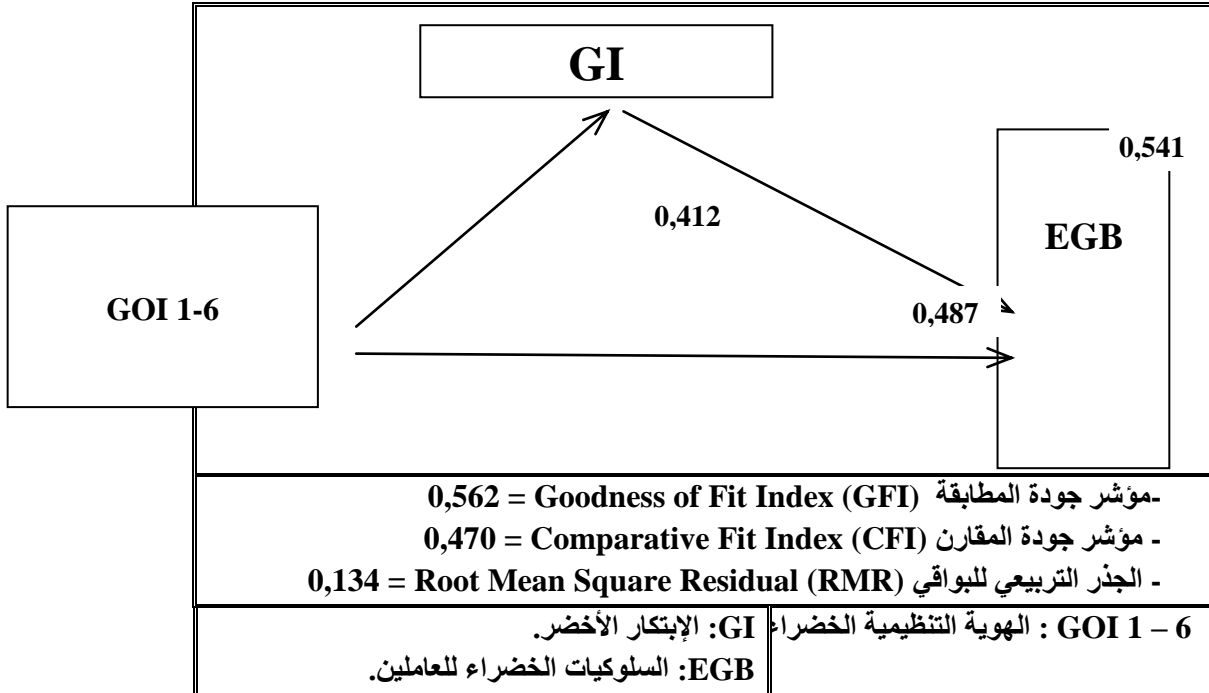 GI
0,541
0,412
EGB
GOI 1-6
0,487
-مؤشر جودة المطابقة Goodness of Fit Index (GFI) = 0,562
- مؤشر جودة المقارن Comparative Fit Index (CFI) = 0,470
- الجذر التربيعي للبواقي Root Mean Square Residual (RMR) = 0,134
GOI 1 – 6 : الهوية التنظيمية الخضراء
GI: الإبتكار الأخضر.
EGB: السلوكيات الخضراء للعاملين.